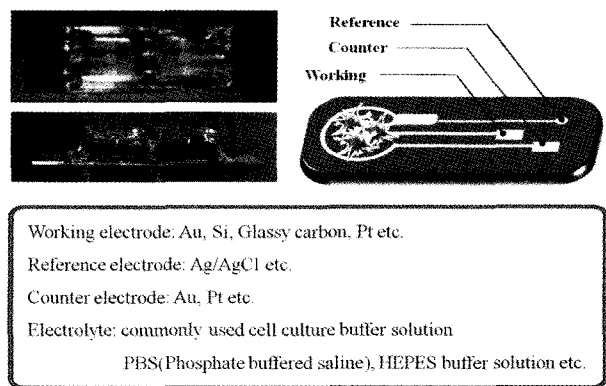 Reference
Counter
Working
Working electrode: Au, Si, Glassy carbon, Pt etc.
Reference electrode: Ag/AgCl etc.
Counter electrode: Au, Pt etc.
Electrolyte: commonly used cell culture buffer solution
PBS(Phosphate buffered saline), HEPES buffer solution etc.